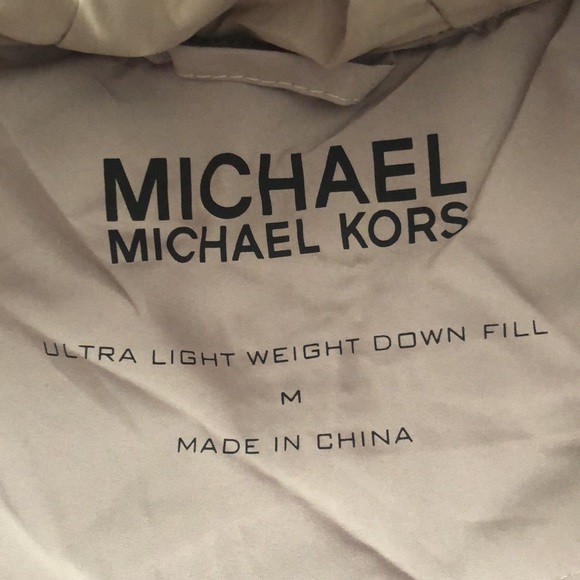 MICHAEL
MICHAEL KORS
ULTRA LIGHT WEIGHT DOWN FILL
M
MADE IN CHINA